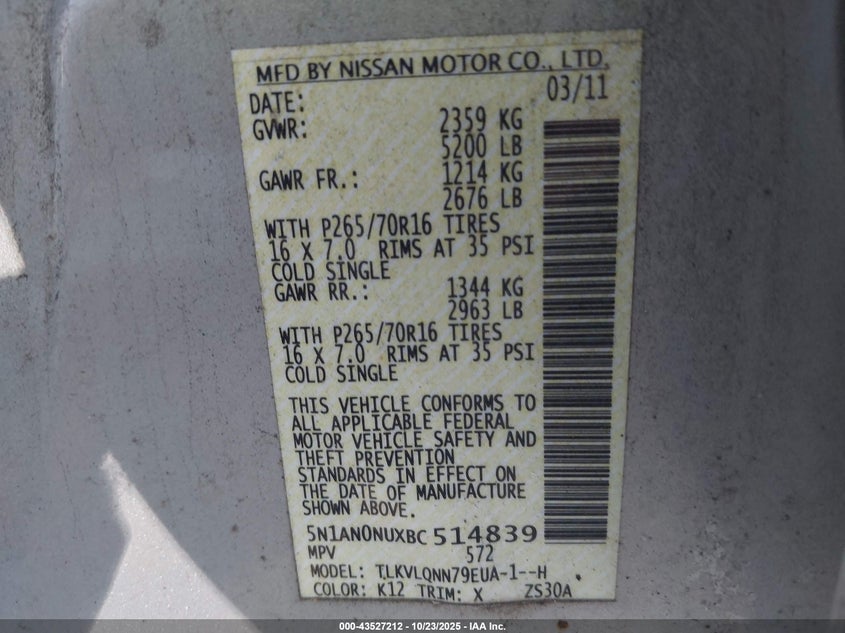 MFD BY NISSAN MOTOR CO., LTD.
DATE: 03/11
GVWR: 2359 KG
5200 LB
GAWR FR.: 1214 KG
2676 LB
WITH P265/70R16 TIRES
16 X 7.0 RIMS AT 35 PSI
COLD SINGLE
GAWR RR.: 1344 KG
2963 LB
WITH P265/70R16 TIRES
16 X 7.0 RIMS AT 35 PSI
COLD SINGLE
THIS VEHICLE CONFORMS TO
ALL APPLICABLE FEDERAL
MOTOR VEHICLE SAFETY AND
THEFT PREVENTION
STANDARDS IN EFFECT ON
THE DATE OF MANUFACTURE
SHOWN ABOVE.
5N1AN0NUXBC514839
MPV 572
MODEL: TLKVLQNN79EUA-1--H
COLOR: K12 TRIM: X ZS30A
000-43527212 - 10/23/2025 - IAA Inc.